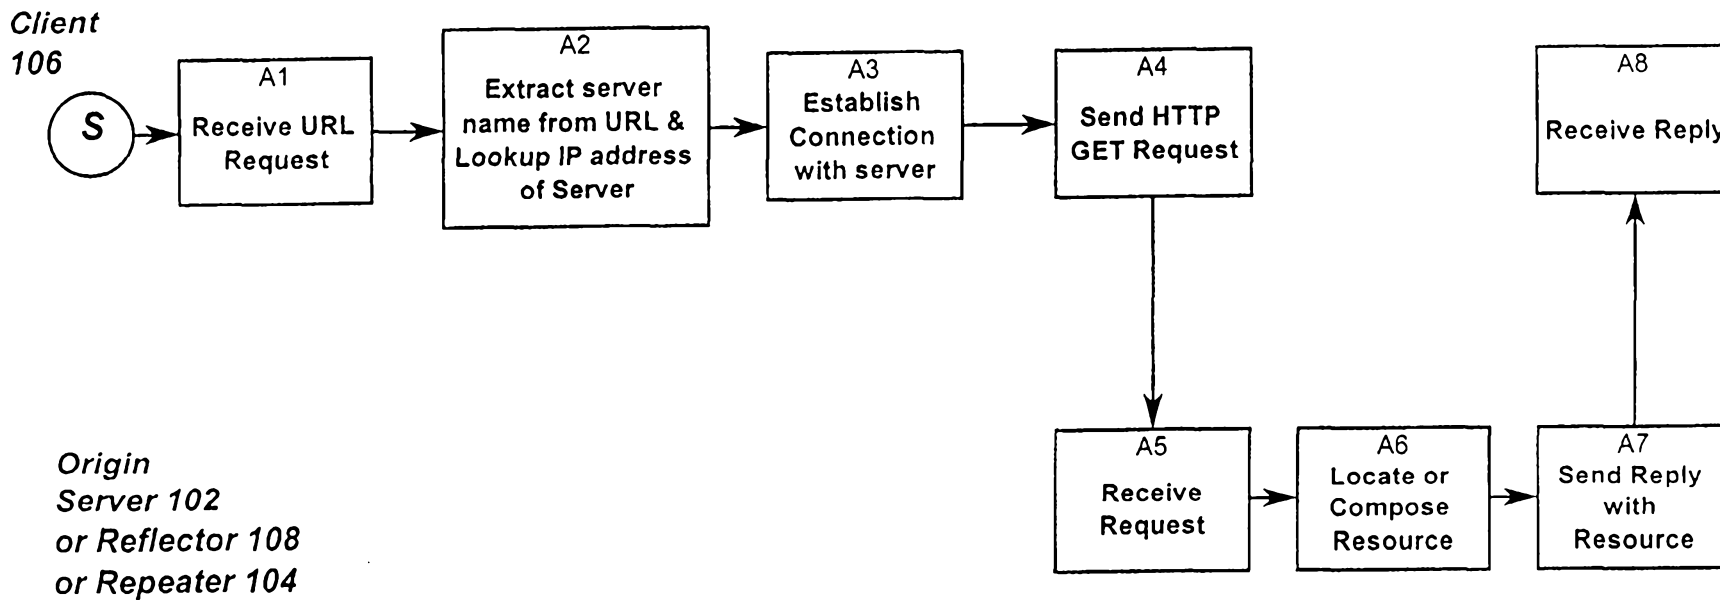 Client
106
S
A1
Receive URL
Request
A2
Extract server
name from URL &
Lookup IP address
of Server
A3
Establish
Connection
with server
A4
Send HTTP
GET Request
A8
Receive Reply
Origin
Server 102
or Reflector 108
or Repeater 104
A5
Receive
Request
A6
Locate or
Compose
Resource
A7
Send Reply
with
Resource